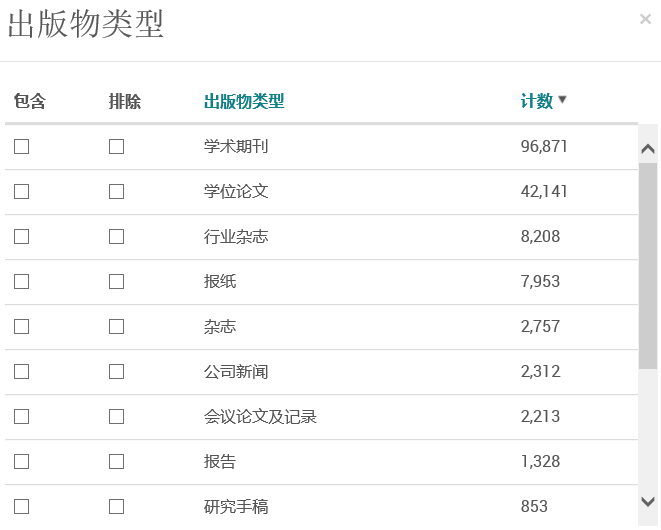 出版物类型
×
包含 排除 出版物类型 计数▼
学术期刊 96,871
学位论文 42,141
行业杂志 8,208
报纸 7,953
杂志 2,757
公司新闻 2,312
会议论文及记录 2,213
报告 1,328
研究手稿 853